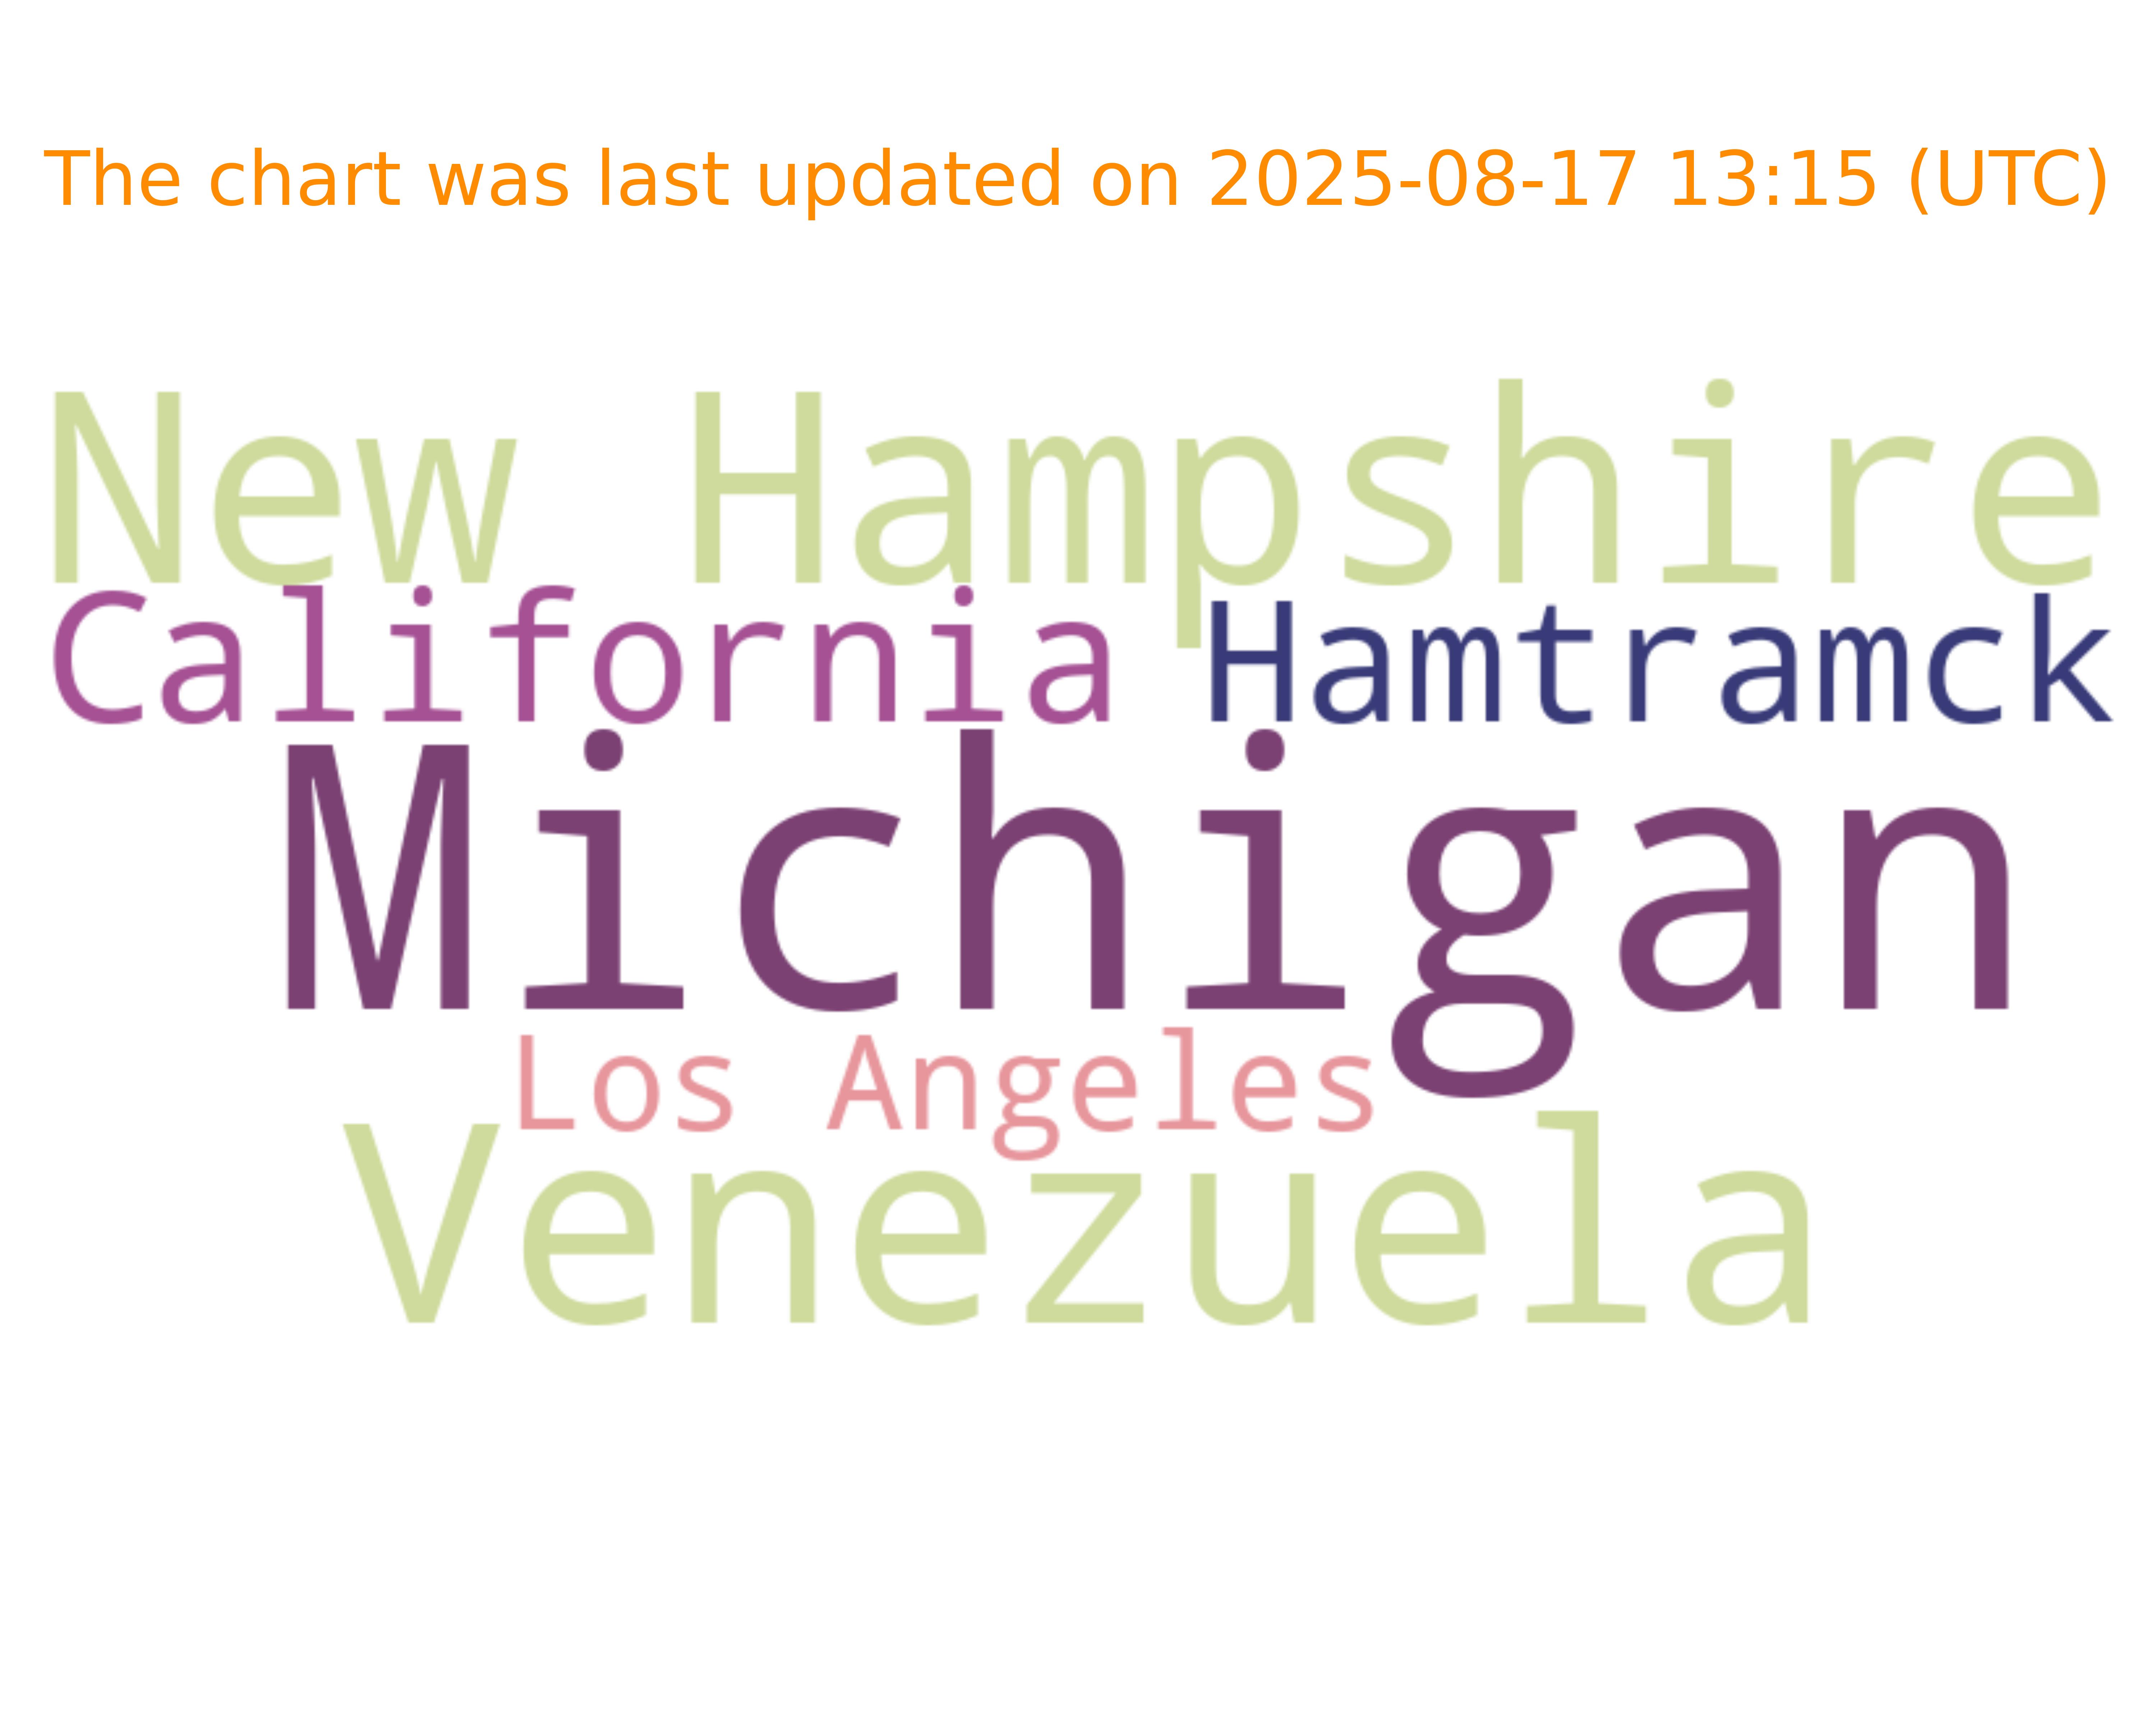 The chart was last updated on 2025-08-17 13:15 (UTC)
New Hampshire
California Hamtramck
Michigan
Los Angeles
Venezuela